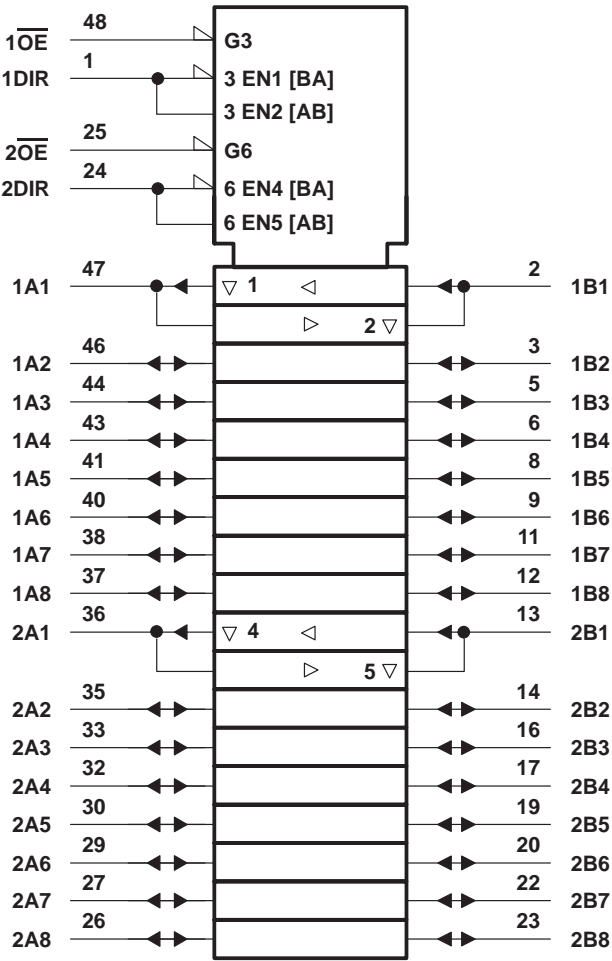 48
1OE G3
1
1DIR 3 EN1 [BA]
3 EN2 [AB]
25
2OE G6
24
2DIR 6 EN4 [BA]
6 EN5 [AB]
47 2
1A1 1 1B1
2
46 3
1A2 1B2
44 5
1A3 1B3
43 6
1A4 1B4
41 8
1A5 1B5
40 9
1A6 1B6
38 11
1A7 1B7
37 12
1A8 1B8
36 13
2A1 4 2B1
5
35 14
2A2 2B2
33 16
2A3 2B3
32 17
2A4 2B4
30 19
2A5 2B5
29 20
2A6 2B6
27 22
2A7 2B7
26 23
2A8 2B8